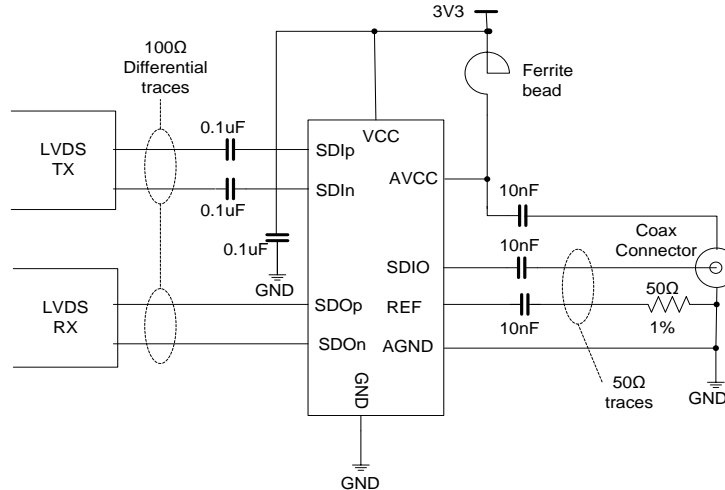 3V3
100Ω
Differential
traces
Ferrite
bead
LVDS
TX
0.1uF
0.1uF
VCC
SDIp
SDIn
AVCC
10nF
0.1uF
GND
Coax
Connector
10nF
SDIO
LVDS
RX
SDOp
SDOn
REF
10nF
50Ω
1%
AGND
GND
50Ω
traces
GND
GND